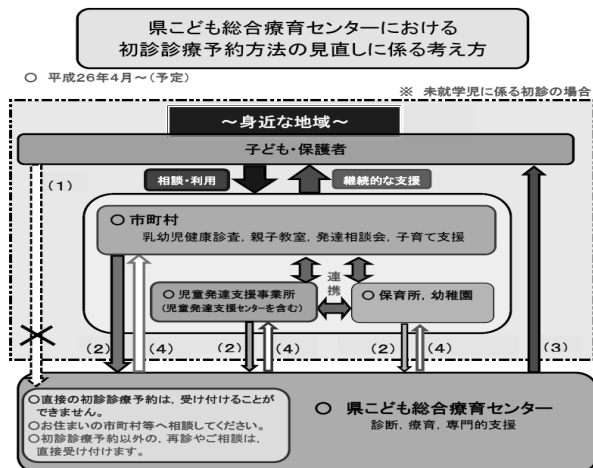 県こども総合療育センターにおける
初診診療予約方法の見直しに係る考え方
○ 平成26年4月～(予定)
※ 未就学児に係る初診の場合
～身近な地域～
子ども・保護者
(1)
相談・利用
継続的な支援
○ 市町村
乳幼児健康診査，親子教室，発達相談会，子育て支援
連携
○ 児童発達支援事業所
(児童発達支援センターを含む)
○ 保育所，幼稚園
(2) (4) (2) (4) (2) (4) (3)
○直接の初診診療予約は，受け付けることが
できません。
○お住まいの市町村等へ相談してください。
○初診診療予約以外の，再診やご相談は，
直接受け付けます。
○ 県こども総合療育センター
診断，療育，専門的支援